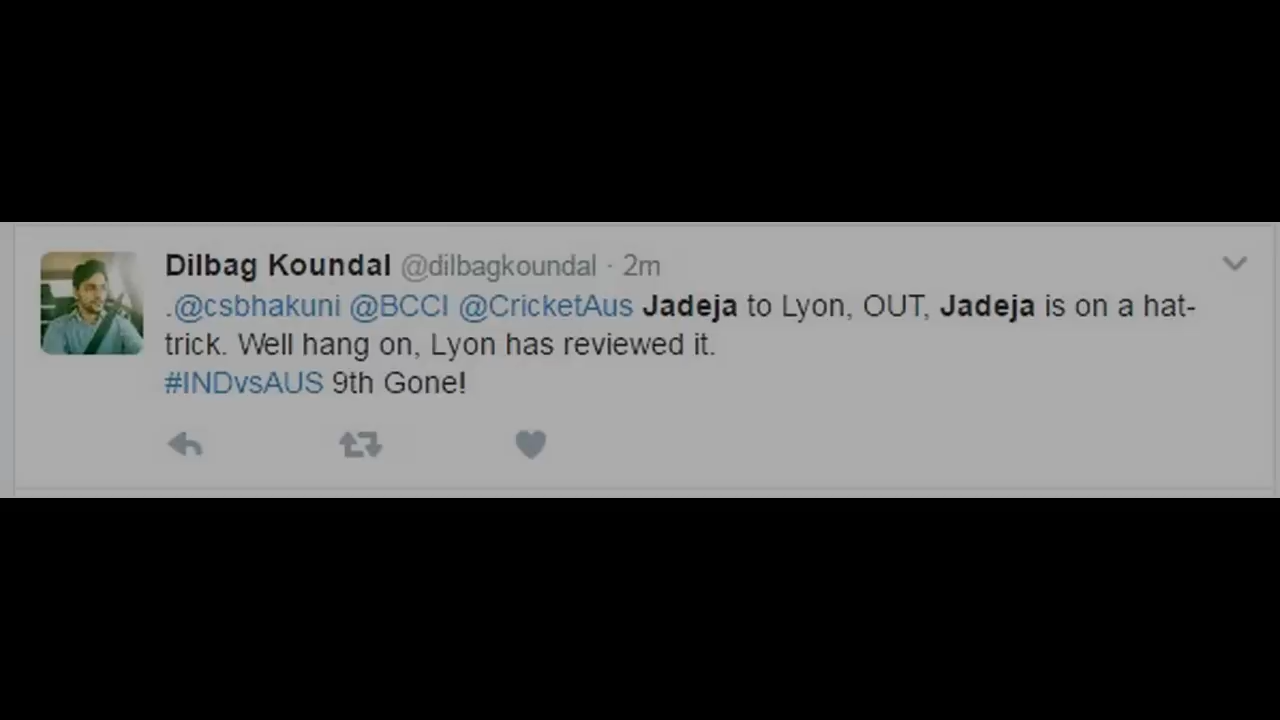 Dilbag Koundal @dilbagkoundal · 2m
.@csbhakuni @BCCI @CricketAus Jadeja to Lyon, OUT, Jadeja is on a hat-
trick. Well hang on, Lyon has reviewed it.
#INDvsAUS 9th Gone!